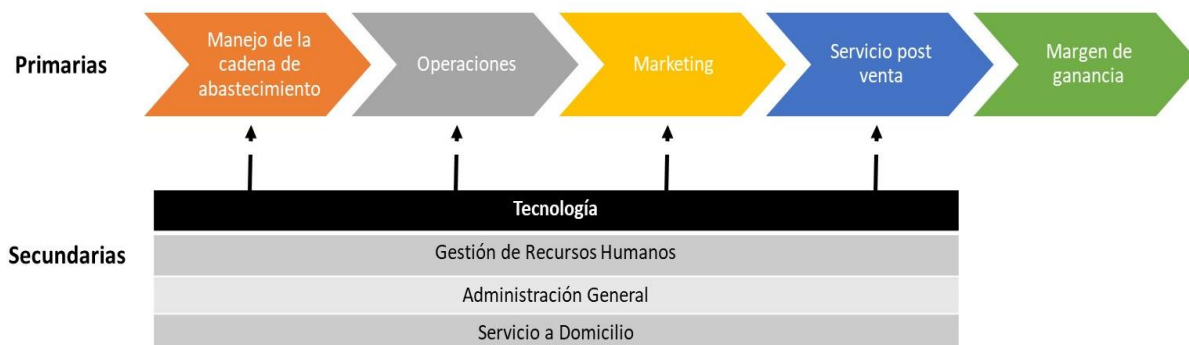 Primarias
Manejo de la
cadena de
abastecimiento
Operaciones
Marketing
Servicio post
venta
Margen de
ganancia
Secundarias
Tecnología
Gestión de Recursos Humanos
Administración General
Servicio a Domicilio